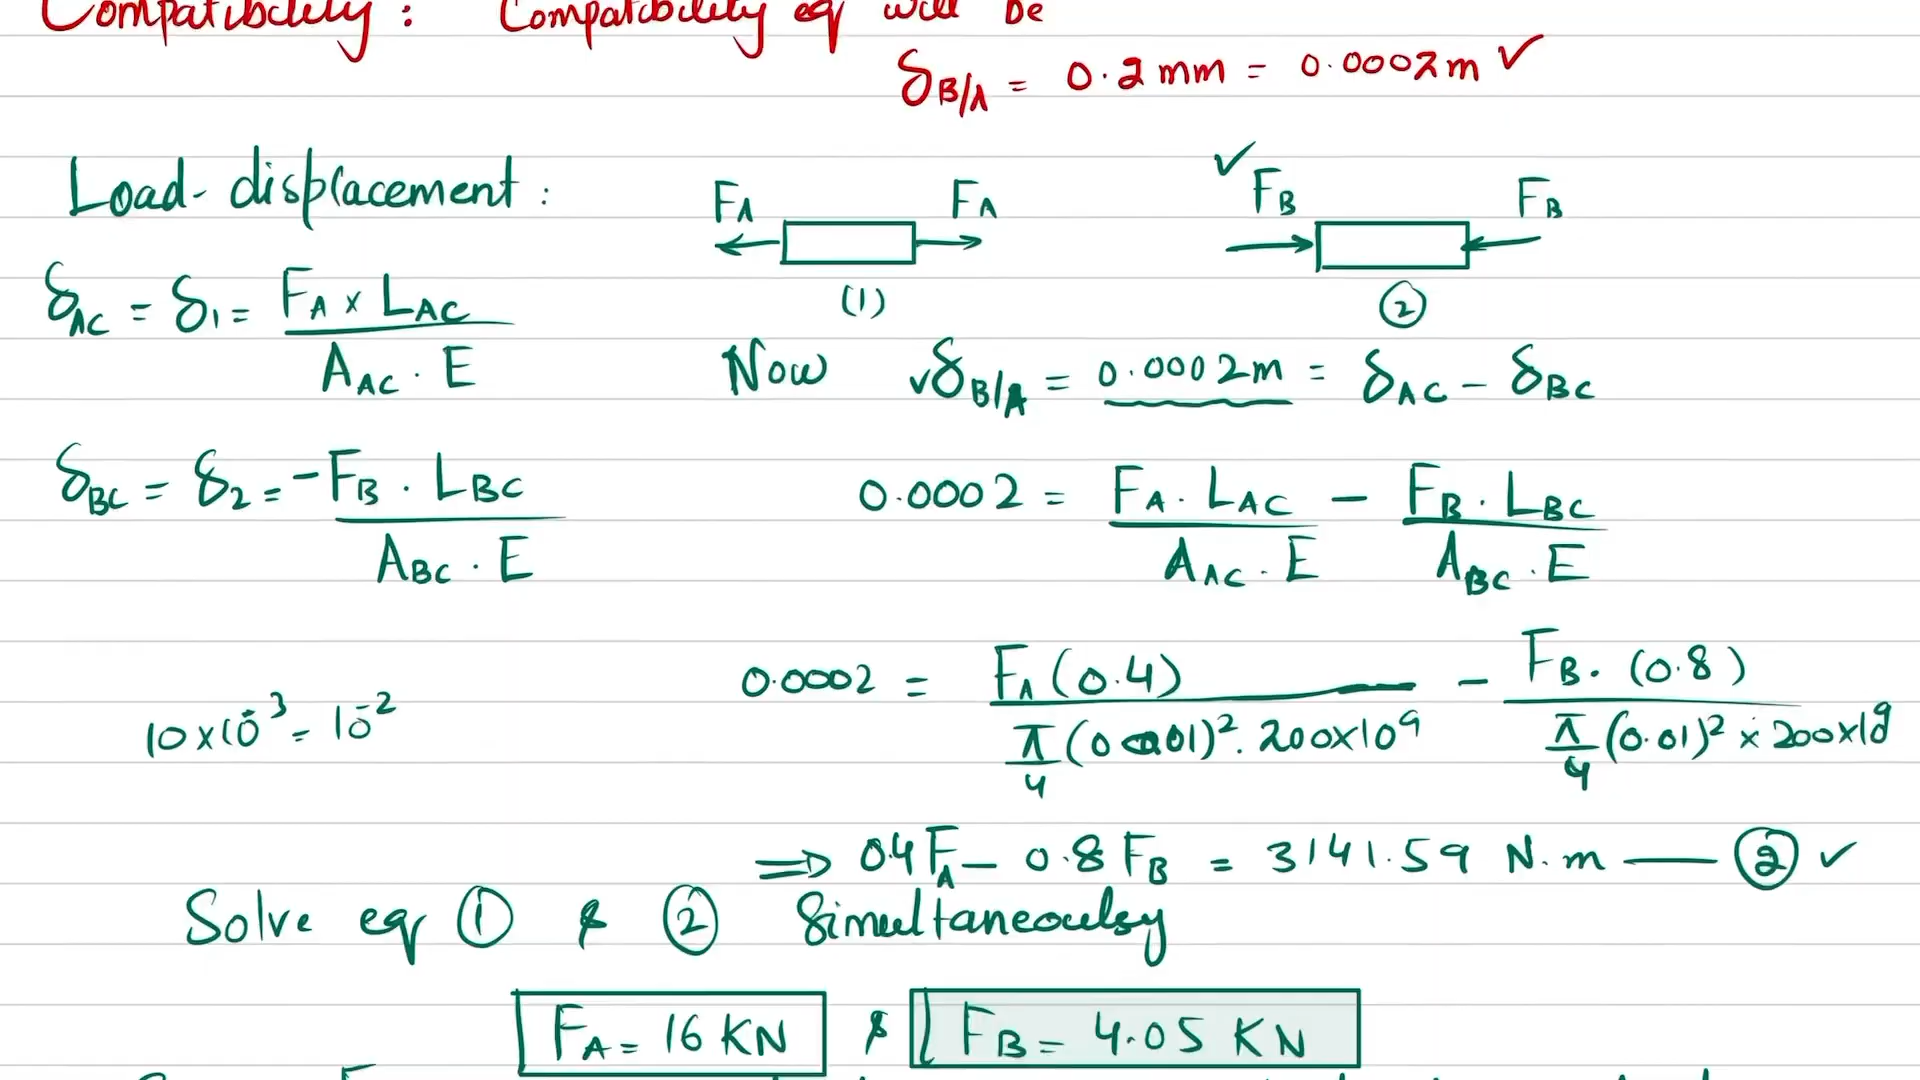 Compatibility : Compatibility eq will be
δB/A = 0.2 mm = 0.0002m ✓
Load-displacement :
FA FA
✓ FB FB
(1) ②
δAC = δ1 = FA × LAC / AAC · E
Now ✓δB/A = 0.0002m = δAC - δBC
δBC = δ2 = -FB · LBC / ABC · E
0.0002 = FA · LAC / AAC · E - FB · LBC / ABC · E
10×10^-3 = 10^-2
0.0002 = FA (0.4) / π/4 (0.01)² · 200×10⁹ - FB · (0.8) / π/4 (0.01)² × 200×10⁹
⇒ 0.4 FA - 0.8 FB = 3141.59 N.m — ② ✓
Solve eq ① & ② Simultaneoulsy
FA = 16 KN & FB = 4.05 KN